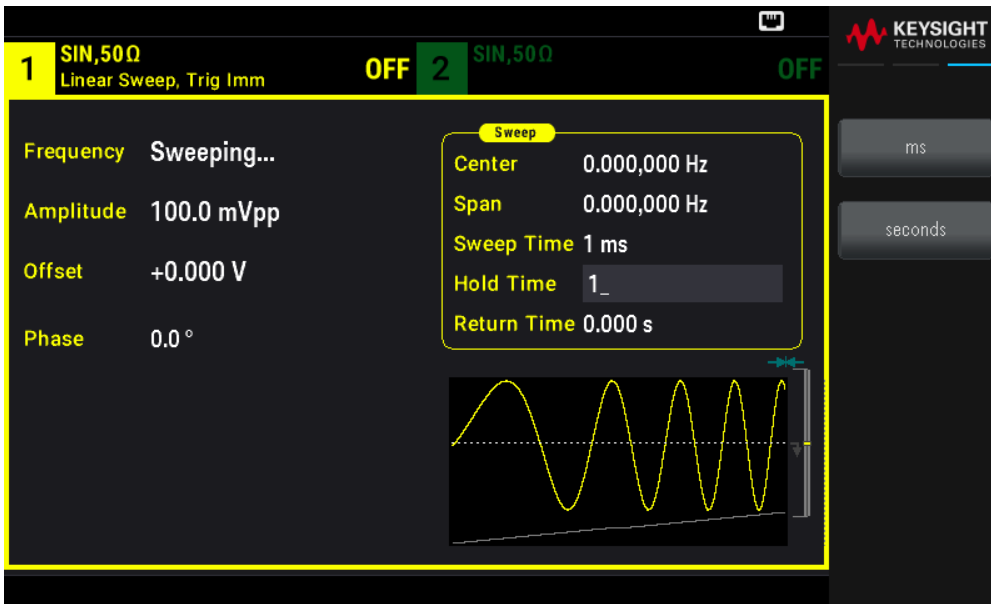 KEYSIGHT
TECHNOLOGIES
1 SIN,50Ω
Linear Sweep, Trig Imm OFF
2 SIN,50Ω OFF
Frequency Sweeping...
Amplitude 100.0 mVpp
Offset +0.000 V
Phase 0.0 °
Sweep
Center 0.000,000 Hz
Span 0.000,000 Hz
Sweep Time 1 ms
Hold Time 1_
Return Time 0.000 s
ms
seconds